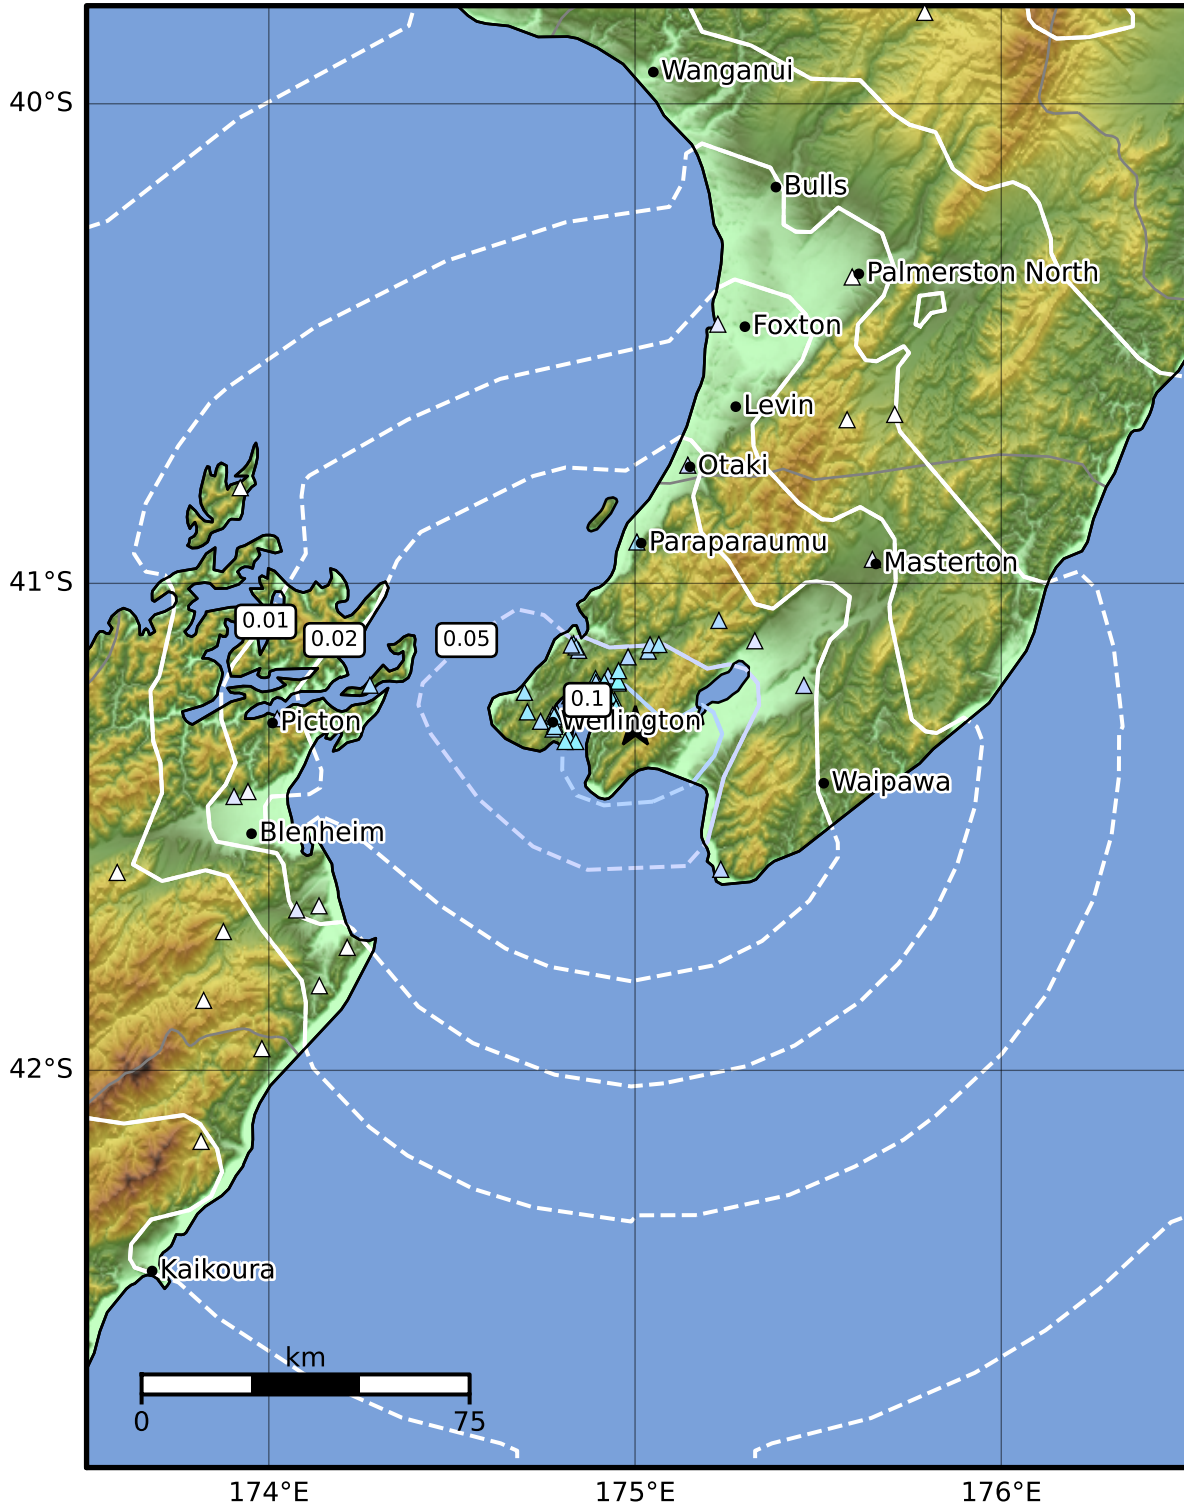 Wanganui
40°S
Bulls
Palmerston North
Foxton
Levin
Otaki
Paraparaumu
Masterton
41°S
0.01
0.02
0.05
0.1
Picton
Wellington
Waipawa
Blenheim
42°S
Kaikoura
km
0
75
174°E
175°E
176°E